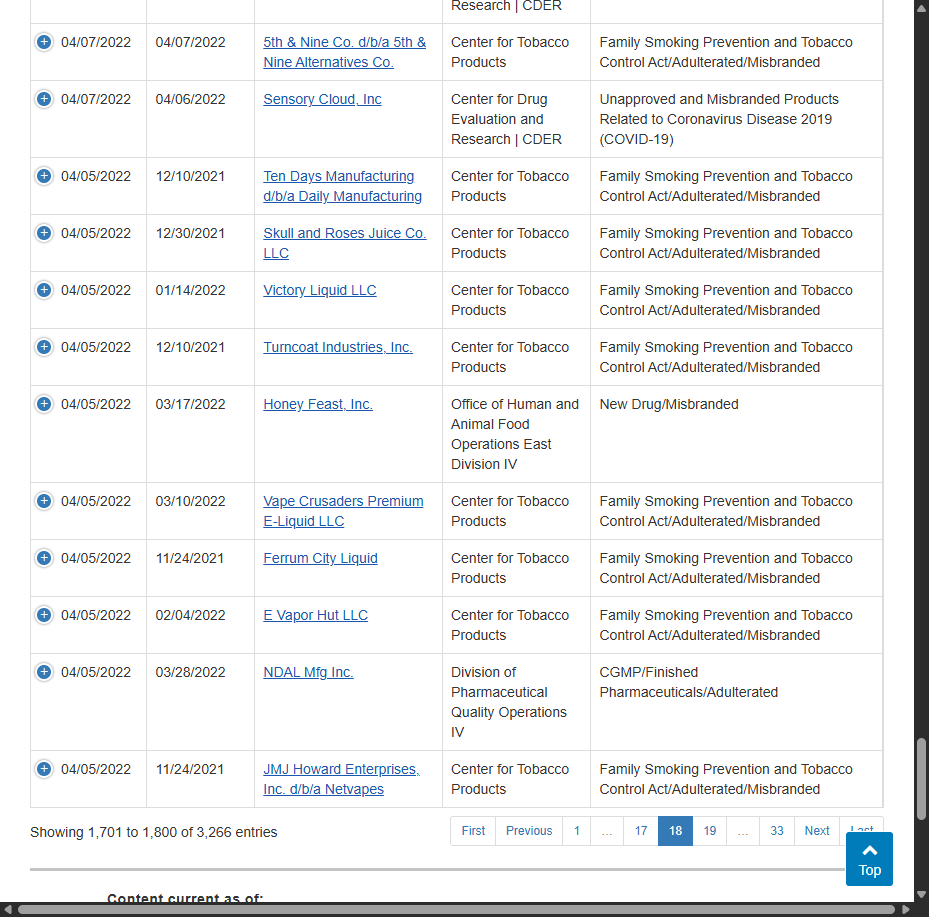 Research | CDER
04/07/2022 04/07/2022 5th & Nine Co. d/b/a 5th & Center for Tobacco Family Smoking Prevention and Tobacco
Nine Alternatives Co. Products Control Act/Adulterated/Misbranded
04/07/2022 04/06/2022 Sensory Cloud, Inc Center for Drug Unapproved and Misbranded Products
Evaluation and Related to Coronavirus Disease 2019
Research | CDER (COVID-19)
04/05/2022 12/10/2021 Ten Days Manufacturing Center for Tobacco Family Smoking Prevention and Tobacco
d/b/a Daily Manufacturing Products Control Act/Adulterated/Misbranded
04/05/2022 12/30/2021 Skull and Roses Juice Co. Center for Tobacco Family Smoking Prevention and Tobacco
LLC Products Control Act/Adulterated/Misbranded
04/05/2022 01/14/2022 Victory Liquid LLC Center for Tobacco Family Smoking Prevention and Tobacco
Products Control Act/Adulterated/Misbranded
04/05/2022 12/10/2021 Turncoat Industries, Inc. Center for Tobacco Family Smoking Prevention and Tobacco
Products Control Act/Adulterated/Misbranded
04/05/2022 03/17/2022 Honey Feast, Inc. Office of Human and New Drug/Misbranded
Animal Food
Operations East
Division IV
04/05/2022 03/10/2022 Vape Crusaders Premium Center for Tobacco Family Smoking Prevention and Tobacco
E-Liquid LLC Products Control Act/Adulterated/Misbranded
04/05/2022 11/24/2021 Ferrum City Liquid Center for Tobacco Family Smoking Prevention and Tobacco
Products Control Act/Adulterated/Misbranded
04/05/2022 02/04/2022 E Vapor Hut LLC Center for Tobacco Family Smoking Prevention and Tobacco
Products Control Act/Adulterated/Misbranded
04/05/2022 03/28/2022 NDAL Mfg Inc. Division of CGMP/Finished
Pharmaceutical Pharmaceuticals/Adulterated
Quality Operations
IV
04/05/2022 11/24/2021 JMJ Howard Enterprises, Center for Tobacco Family Smoking Prevention and Tobacco
Inc. d/b/a Netvapes Products Control Act/Adulterated/Misbranded
Showing 1,701 to 1,800 of 3,266 entries First Previous 1 … 17 18 19 … 33 Next Last
Top
Content current as of: